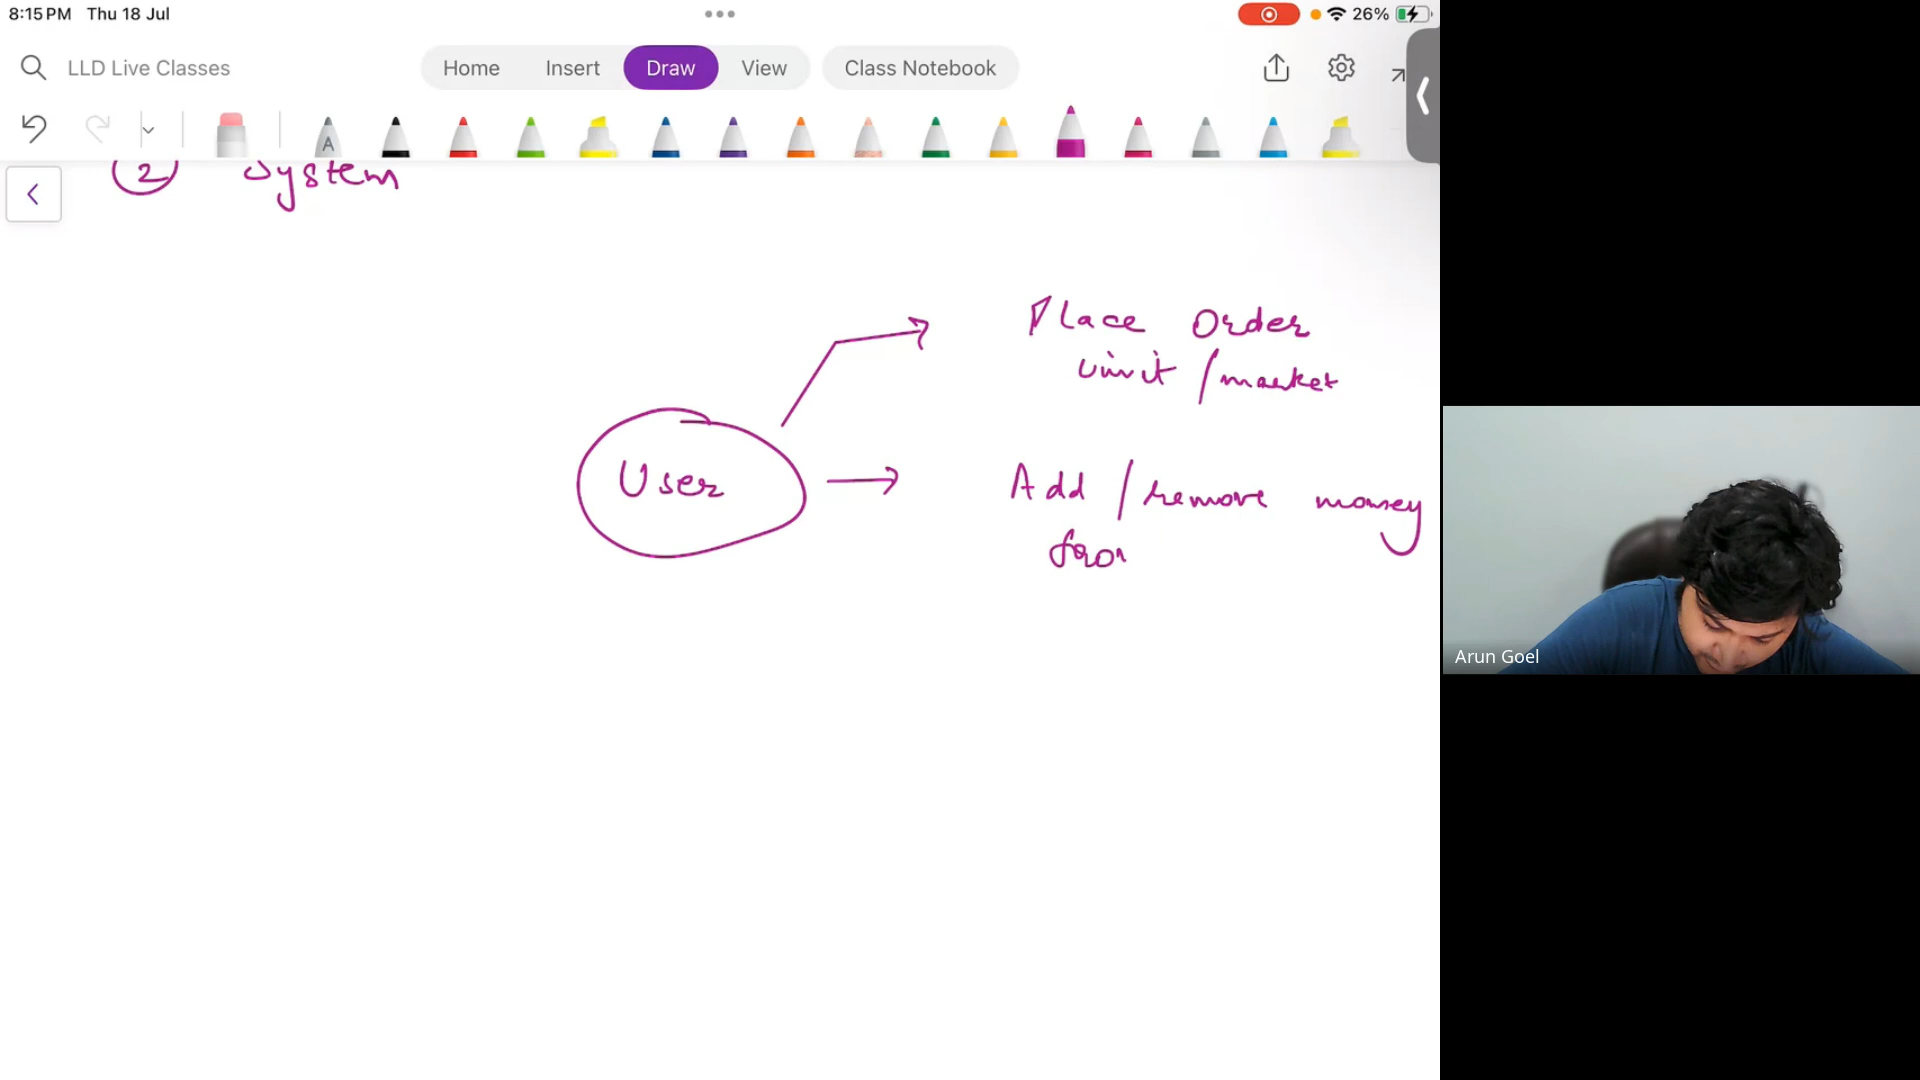 8:15 PM Thu 18 Jul
26%
LLD Live Classes
Home Insert Draw View Class Notebook
A
2 System
Place Order
limit / market
User
Add / remove money
from
Arun Goel